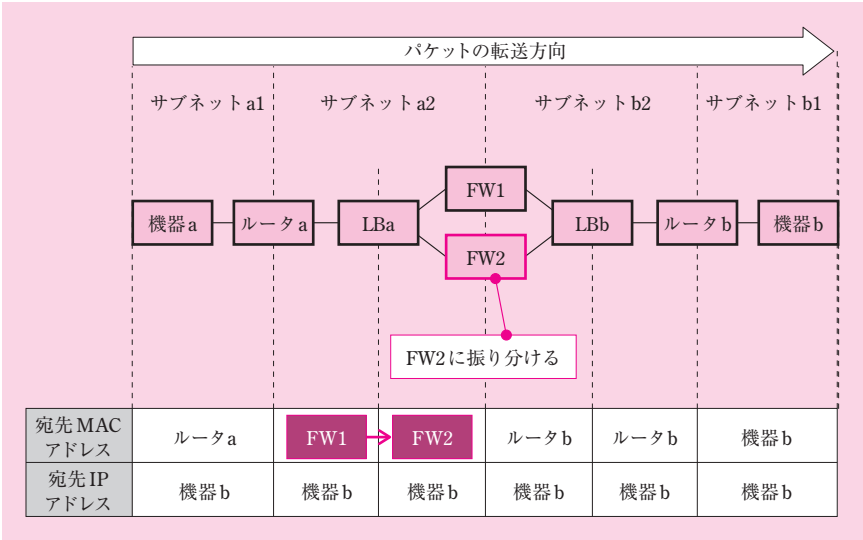 パケットの転送方向
サブネットa1 サブネットa2 サブネットb2 サブネットb1
FW1
機器a ルータa LBa LBb ルータb 機器b
FW2
FW2に振り分ける
宛先MAC
アドレス
ルータa FW1 FW2 ルータb ルータb 機器b
宛先IP
アドレス
機器b 機器b 機器b 機器b 機器b 機器b